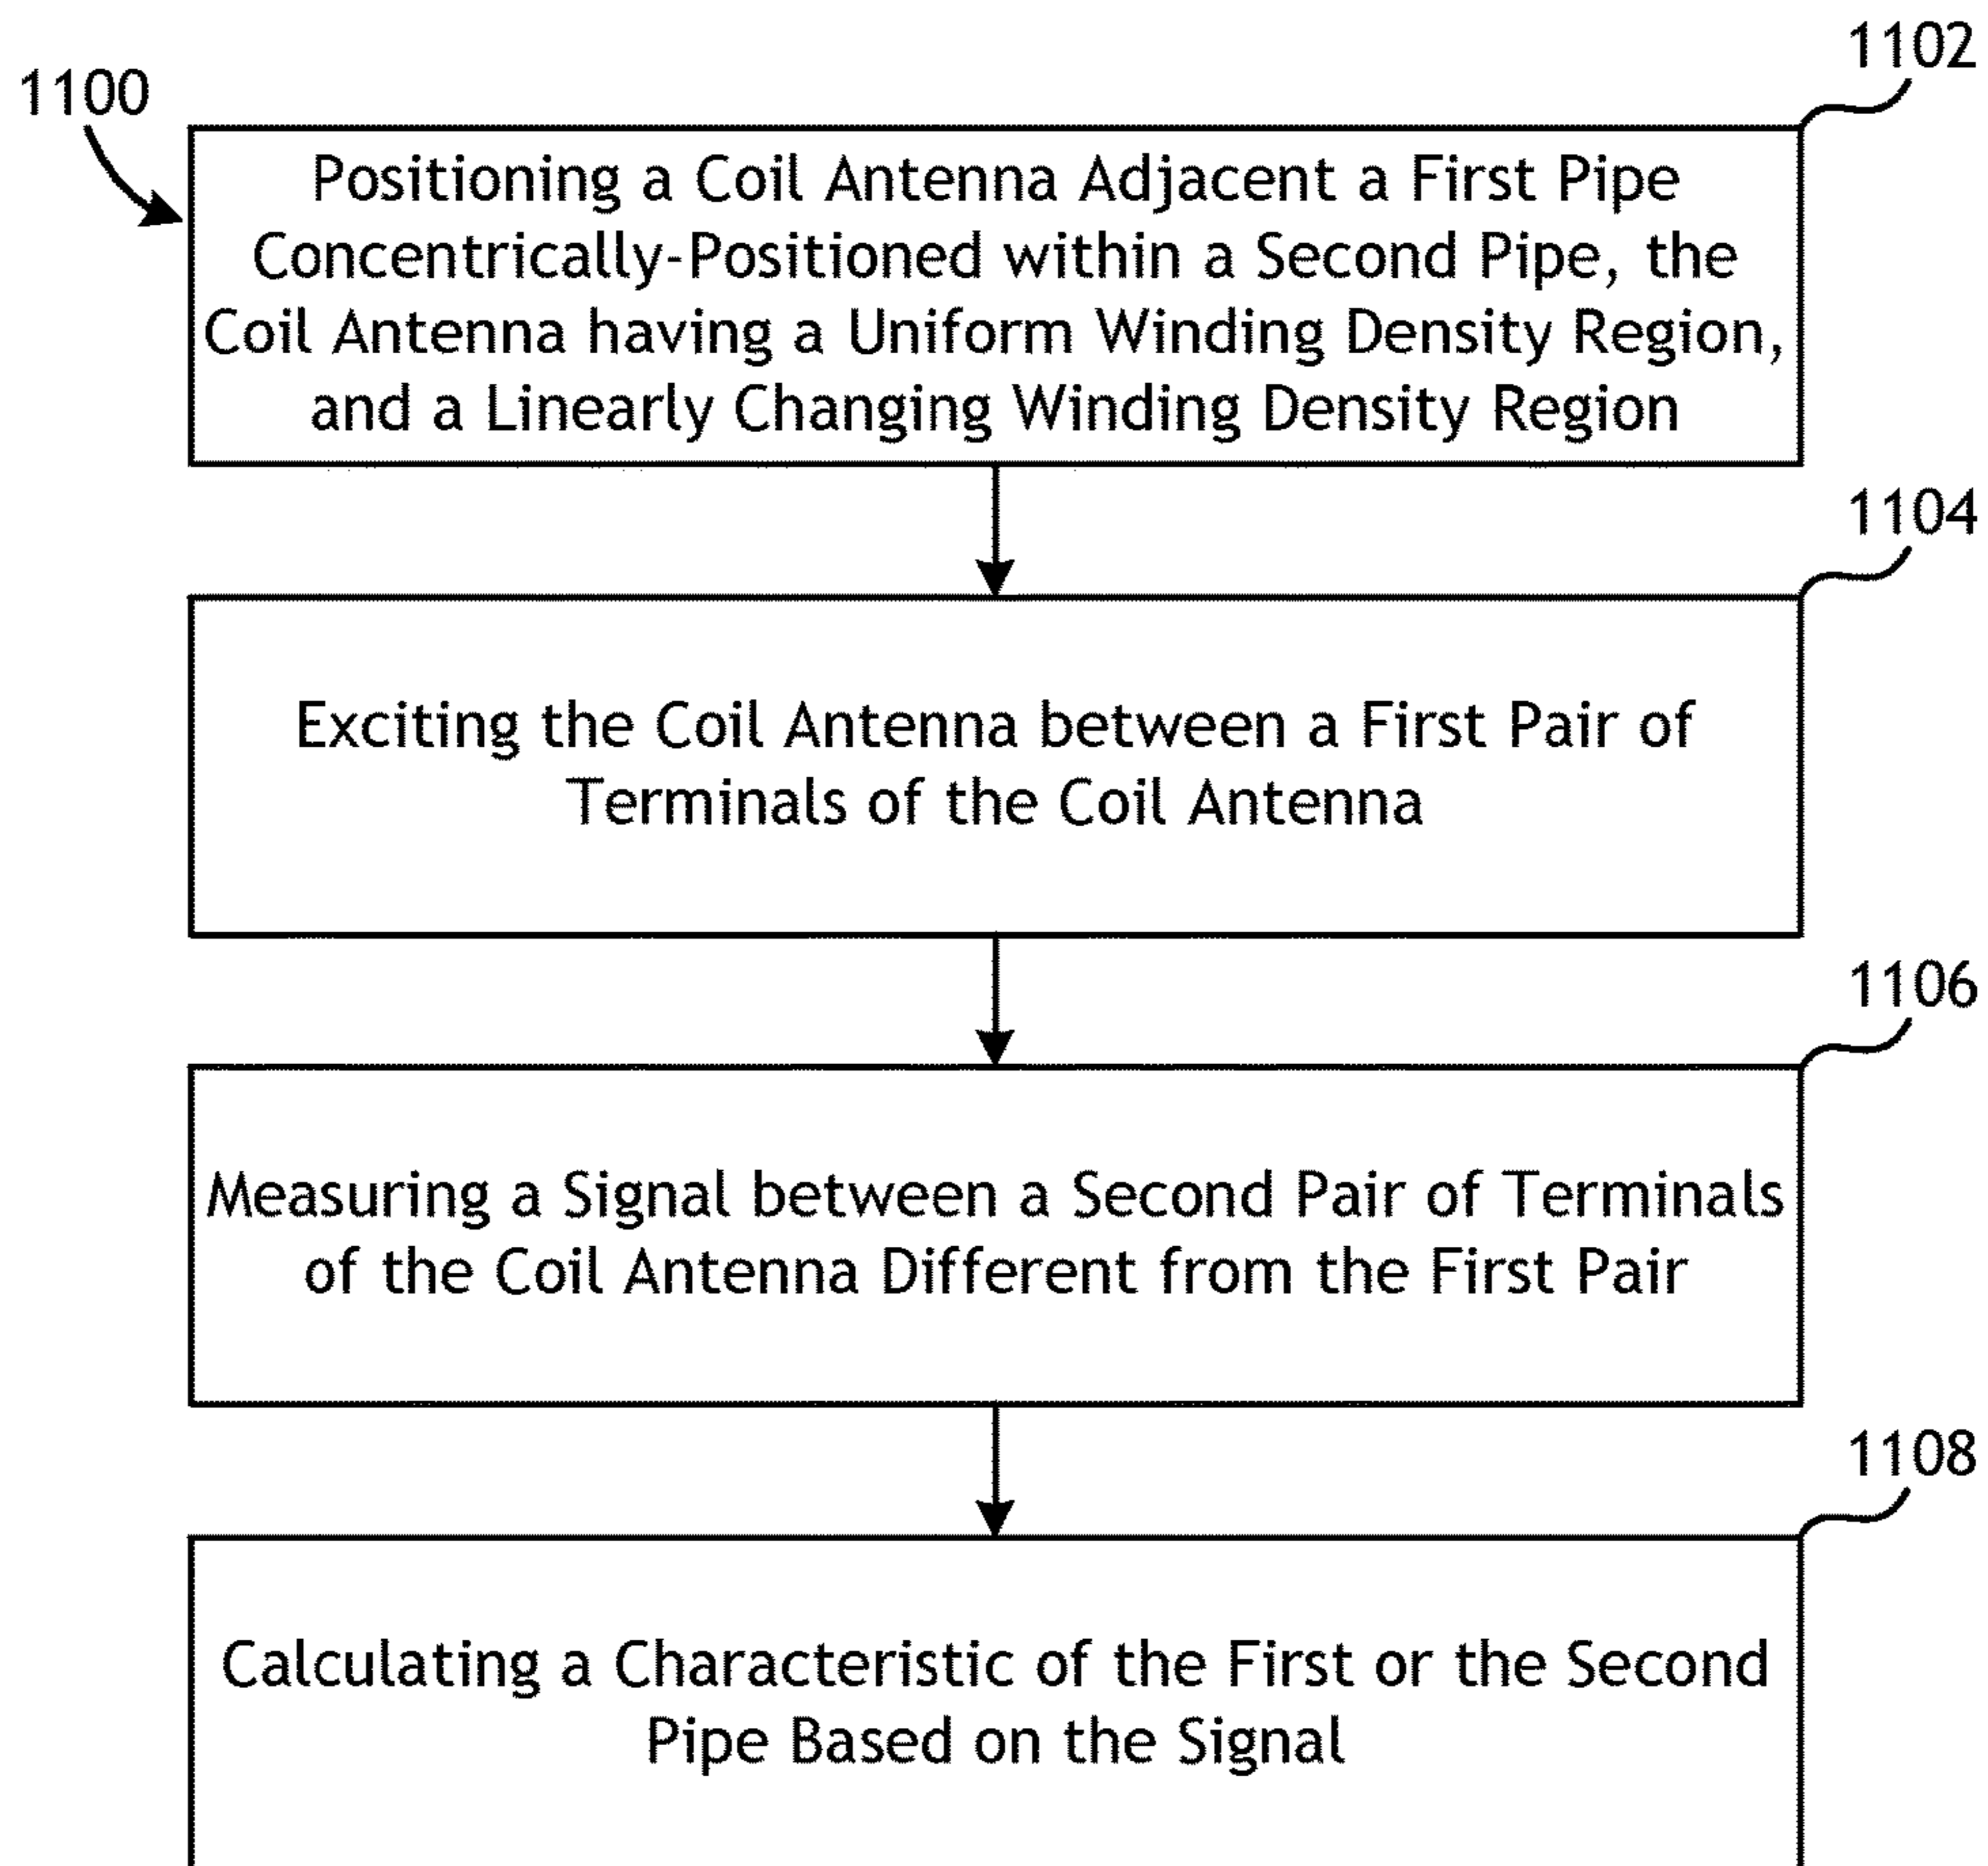 1100
1102
Positioning a Coil Antenna Adjacent a First Pipe
Concentrically-Positioned within a Second Pipe, the
Coil Antenna having a Uniform Winding Density Region,
and a Linearly Changing Winding Density Region
1104
Exciting the Coil Antenna between a First Pair of
Terminals of the Coil Antenna
1106
Measuring a Signal between a Second Pair of Terminals
of the Coil Antenna Different from the First Pair
1108
Calculating a Characteristic of the First or the Second
Pipe Based on the Signal